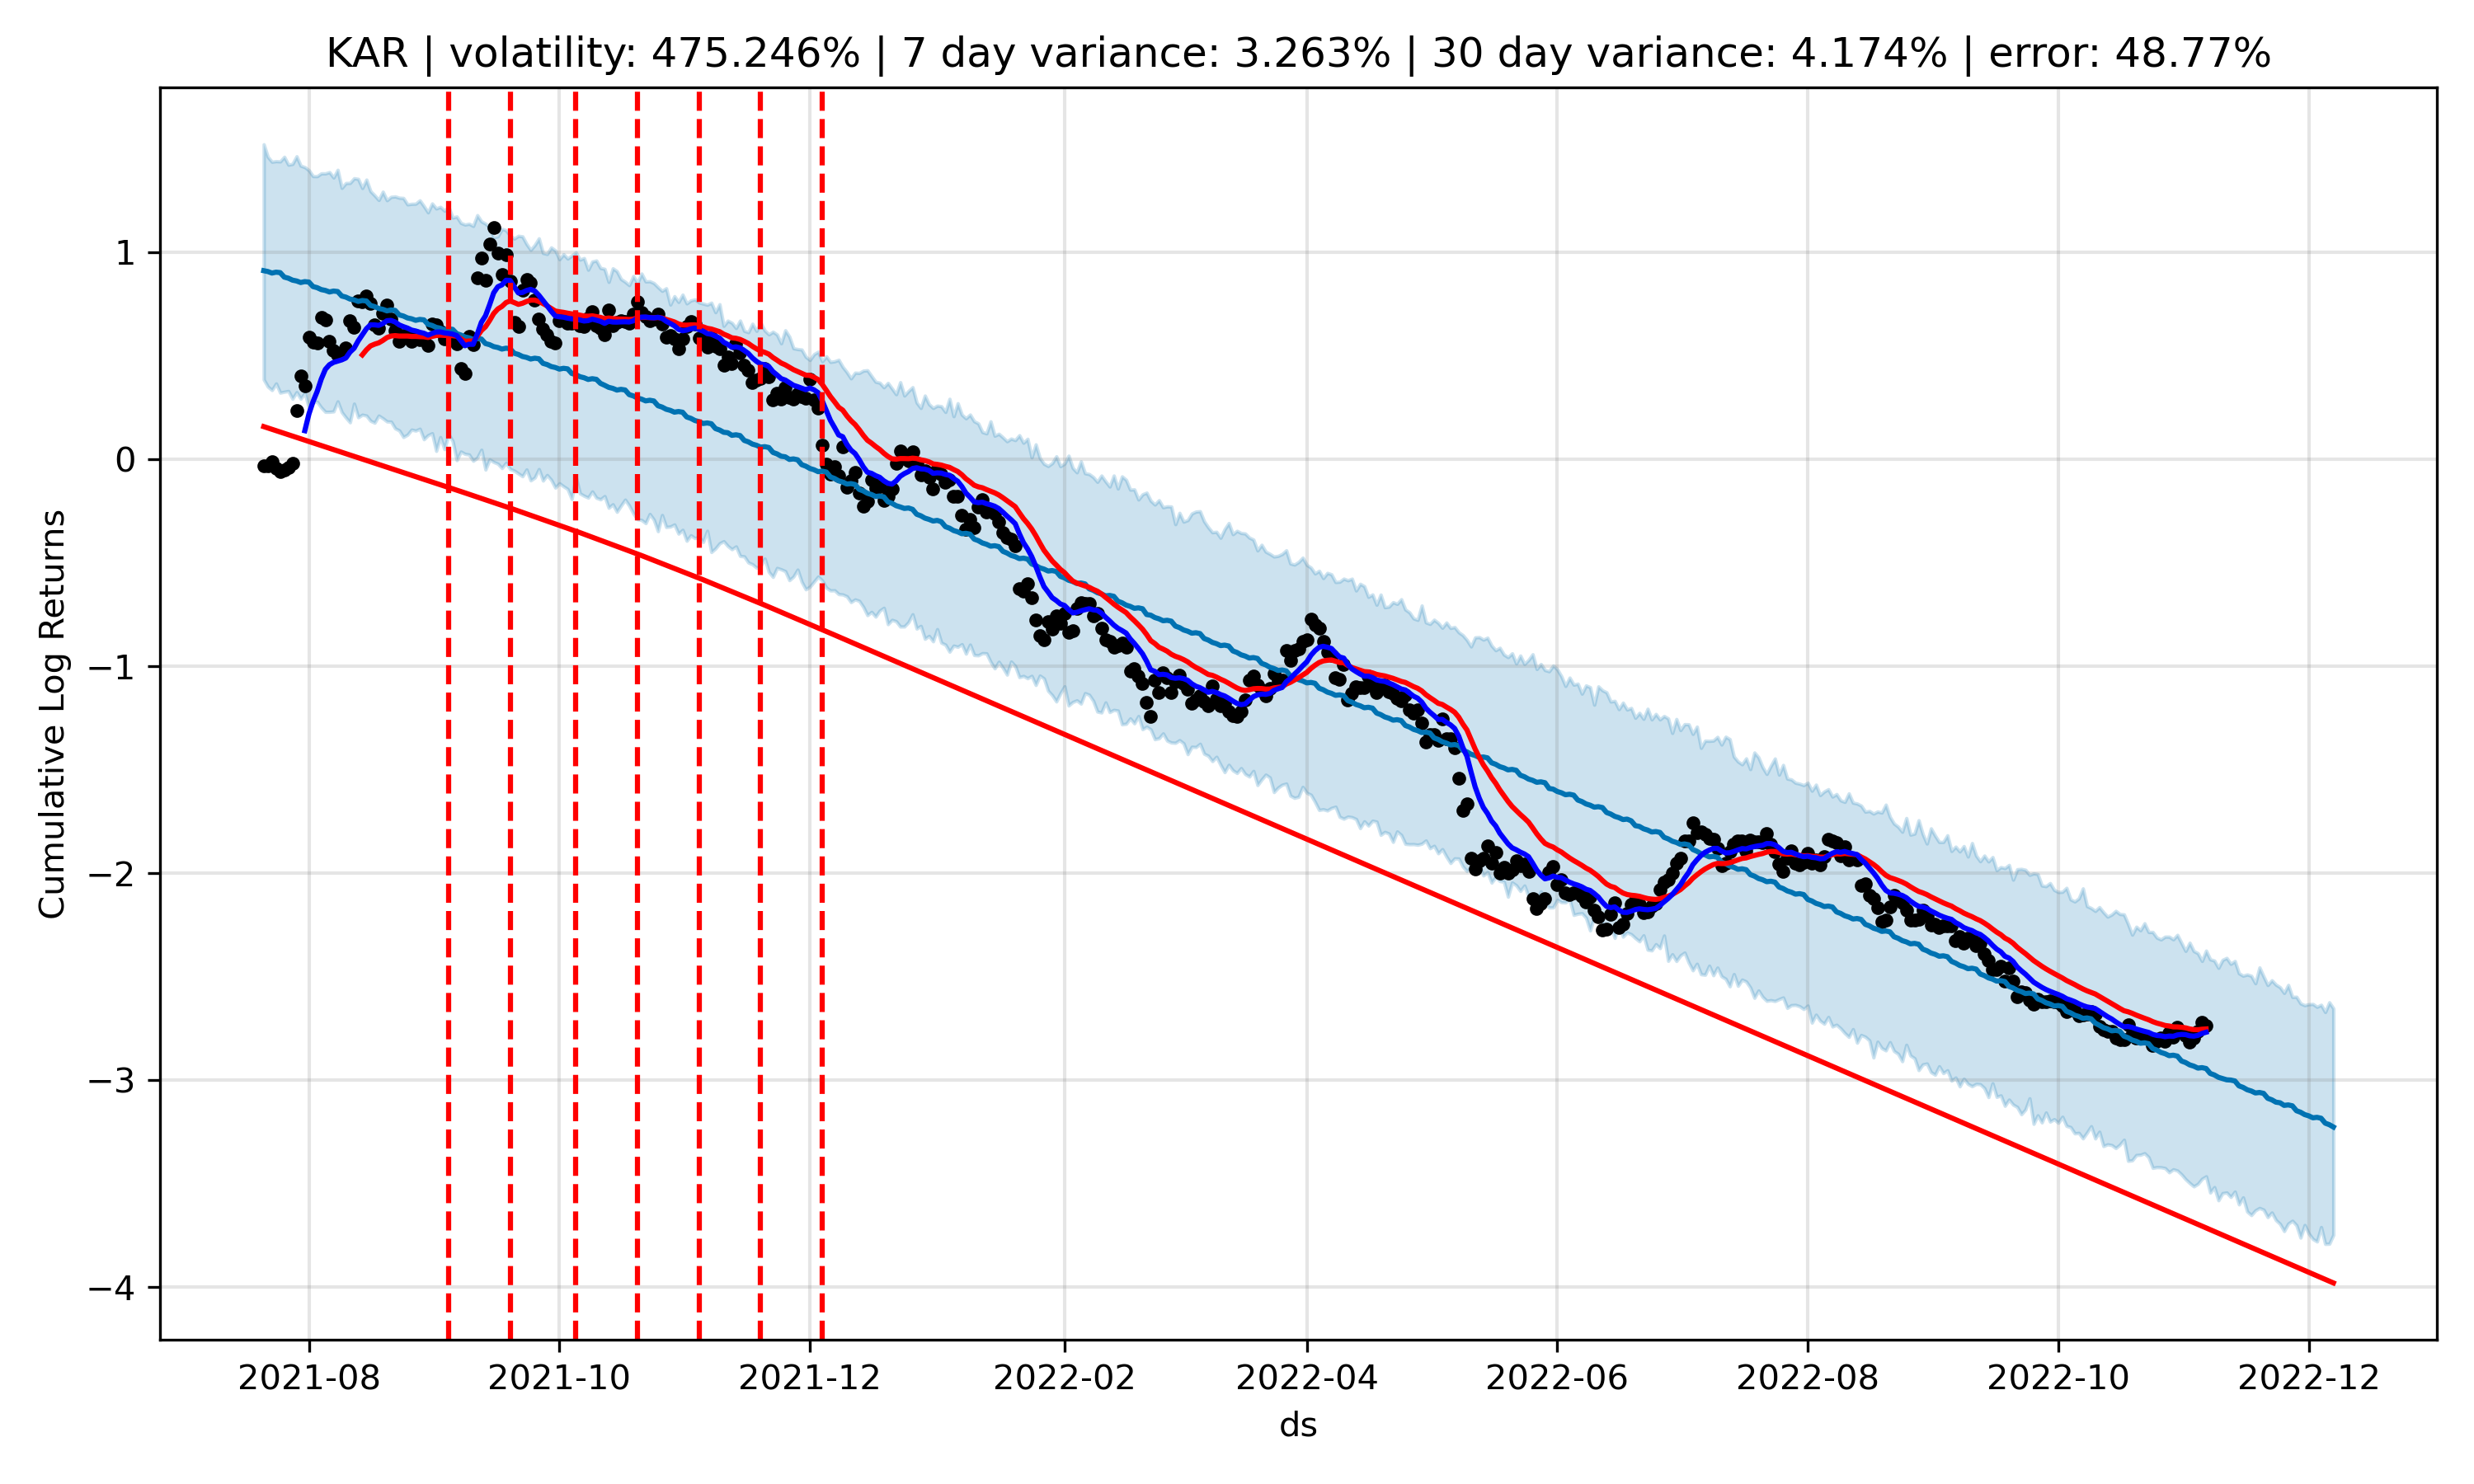 KAR | volatility: 475.246% | 7 day variance: 3.263% | 30 day variance: 4.174% | error: 48.77%
Cumulative Log Returns
1
0
−1
−2
−3
−4
2021-08 2021-10 2021-12 2022-02 2022-04 2022-06 2022-08 2022-10 2022-12
ds